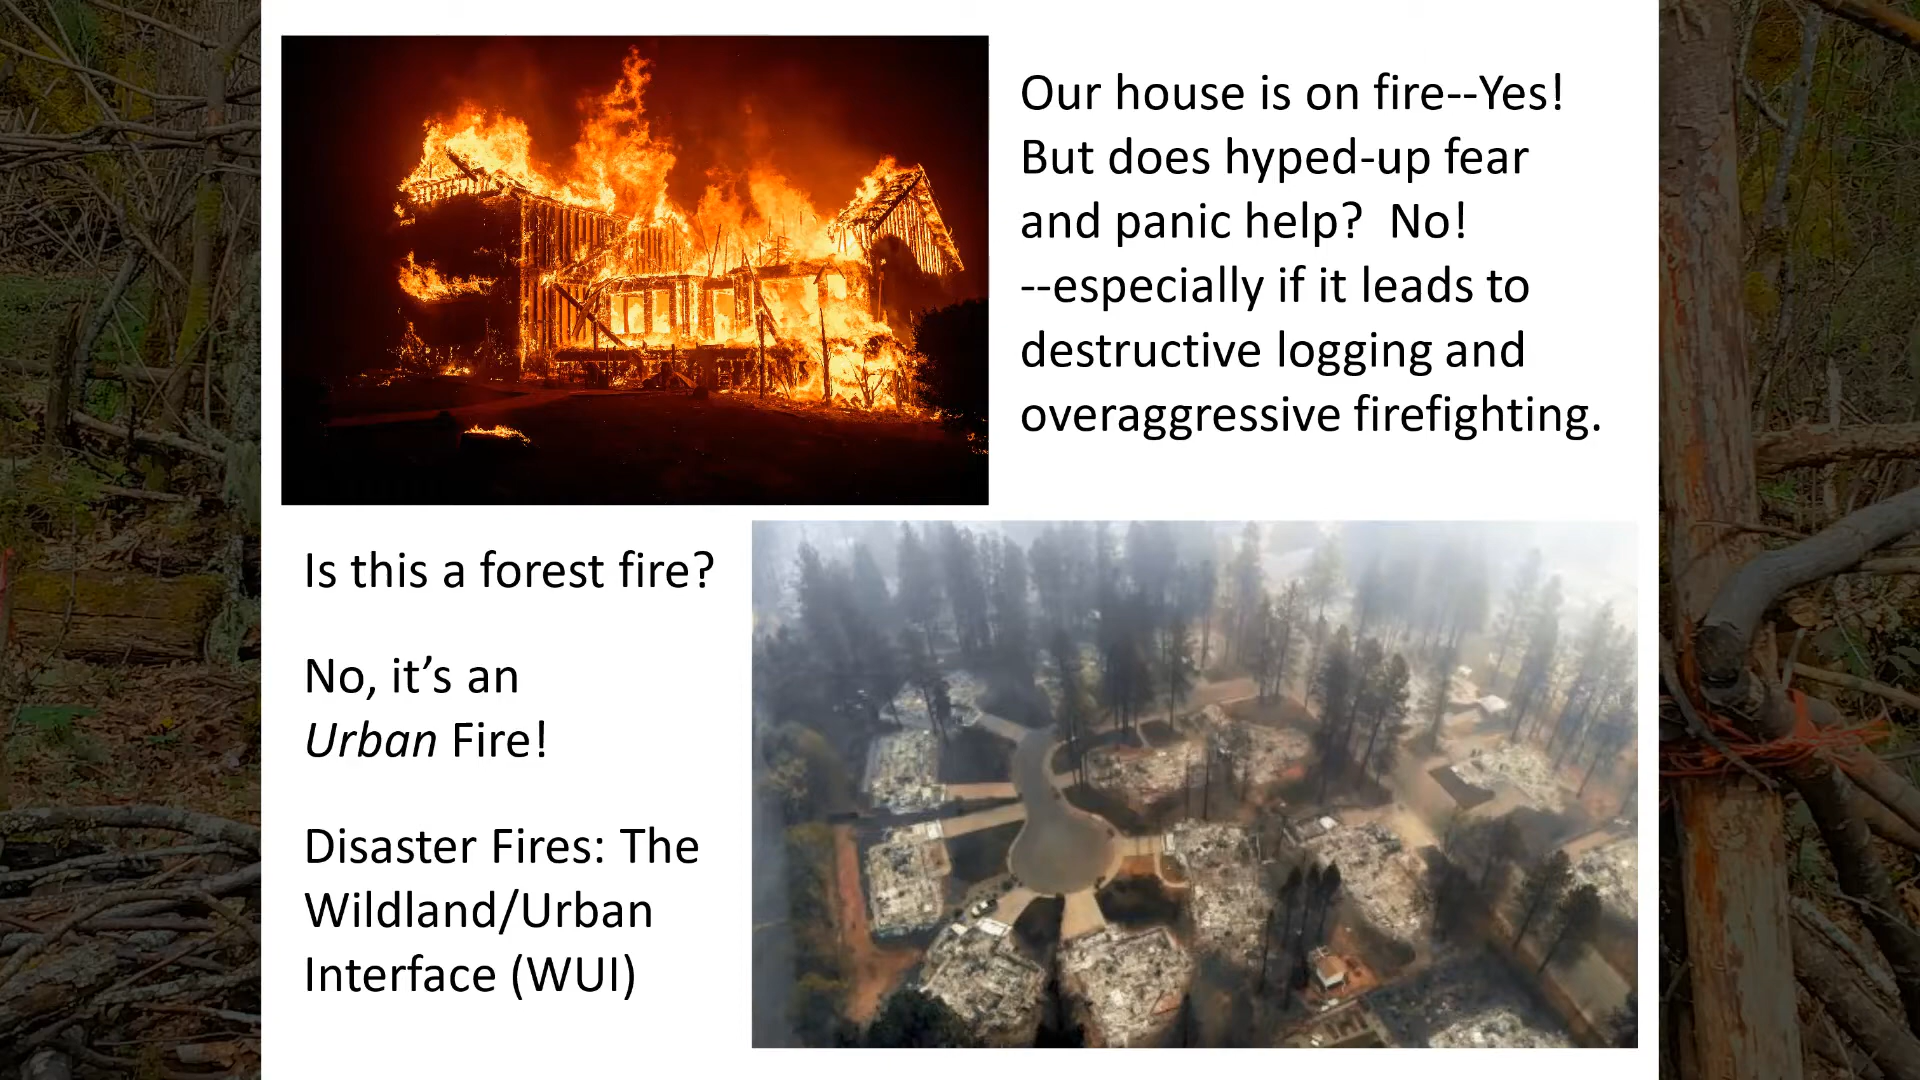 Our house is on fire--Yes!
But does hyped-up fear
and panic help?  No!
--especially if it leads to
destructive logging and
overaggressive firefighting.
Is this a forest fire?
No, it’s an
Urban Fire!
Disaster Fires: The
Wildland/Urban
Interface (WUI)